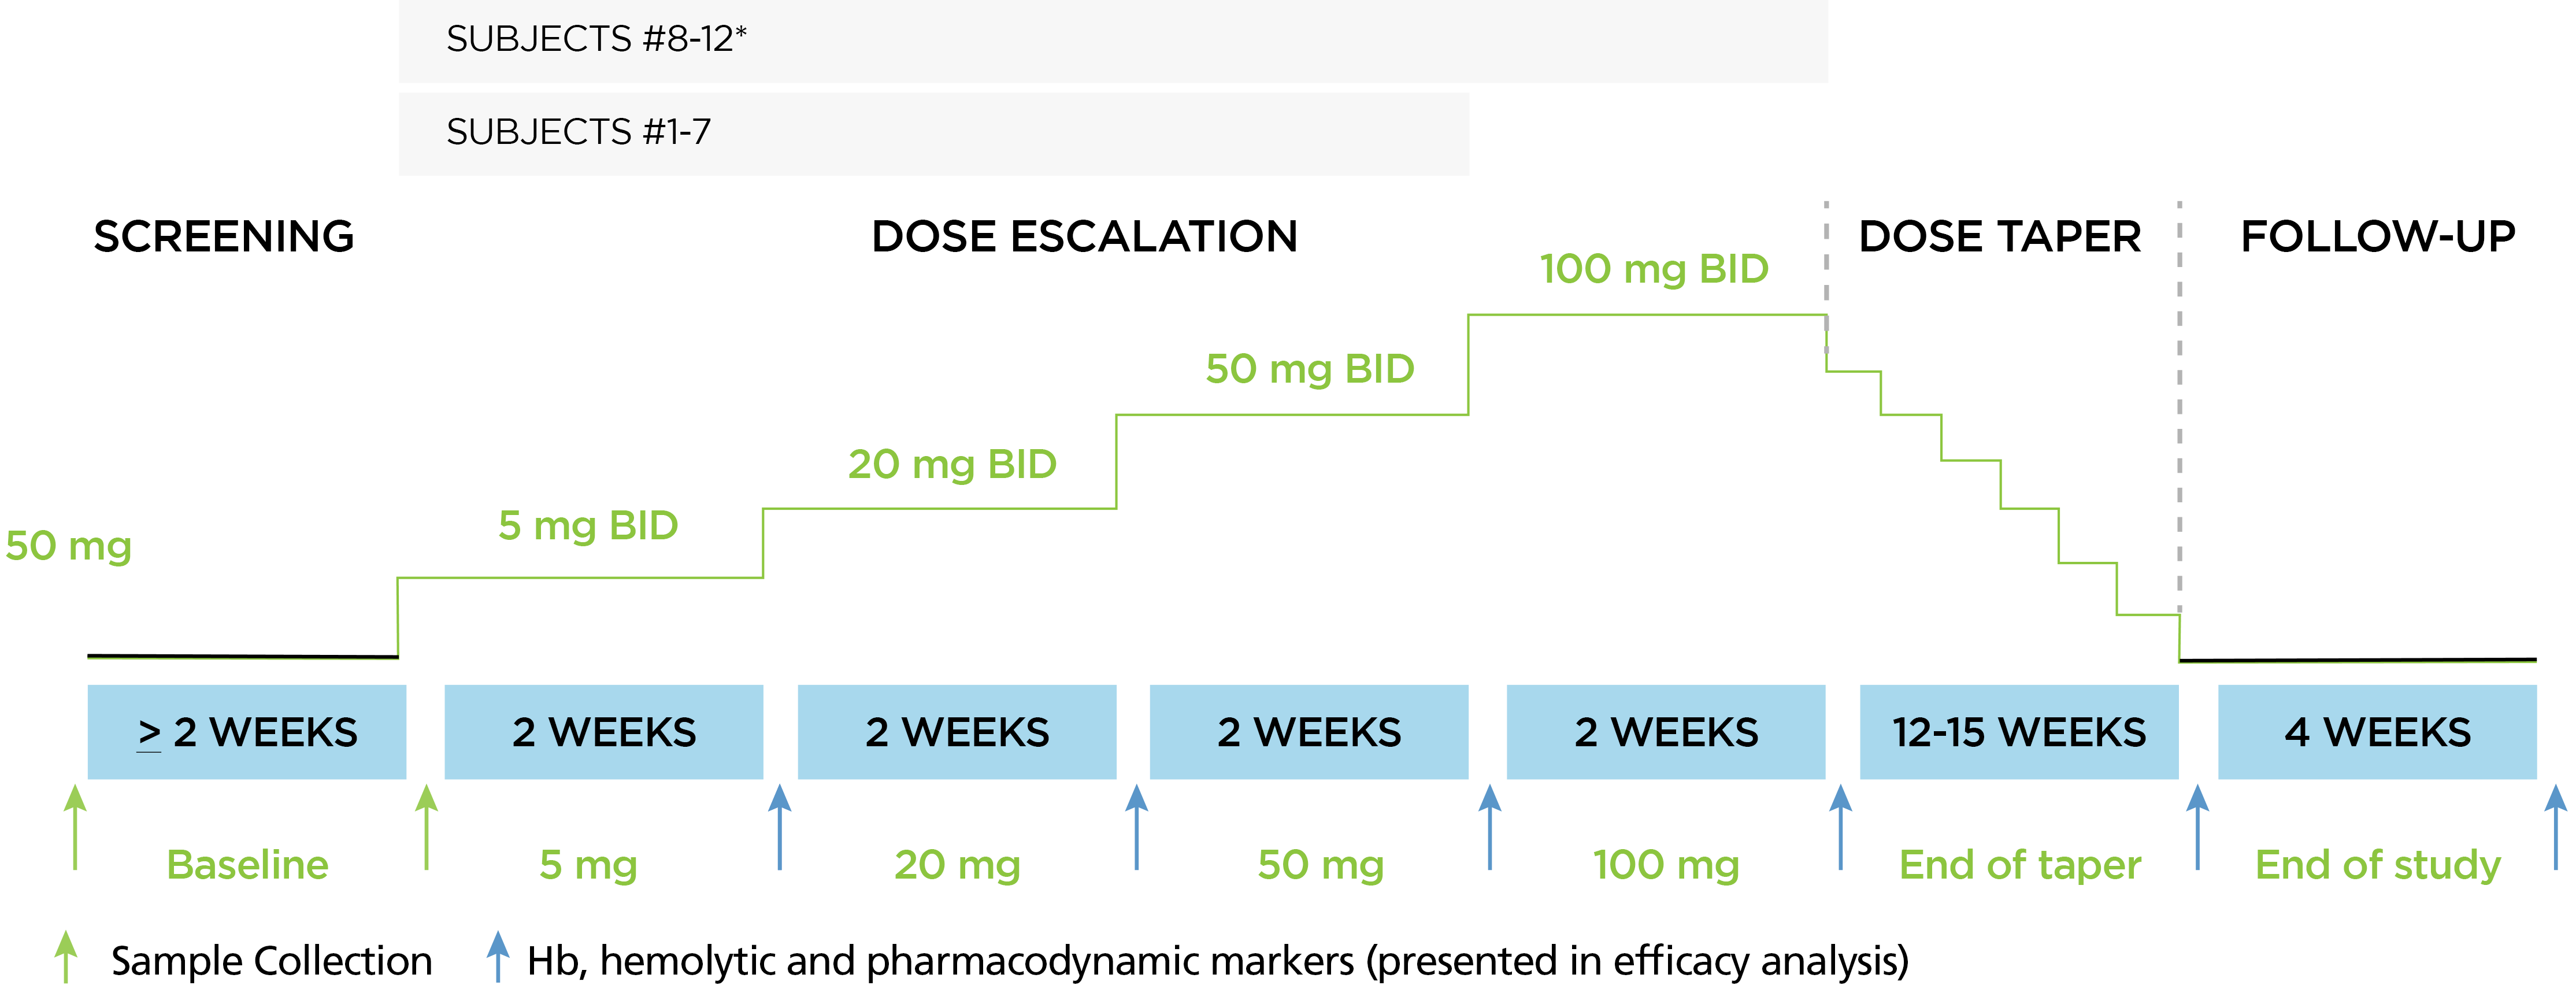 SUBJECTS #8-12*
SUBJECTS #1-7
SCREENING
DOSE ESCALATION
DOSE TAPER
FOLLOW-UP
100 mg BID
50 mg BID
20 mg BID
5 mg BID
50 mg
≥ 2 WEEKS
2 WEEKS
2 WEEKS
2 WEEKS
2 WEEKS
12-15 WEEKS
4 WEEKS
Baseline
5 mg
20 mg
50 mg
100 mg
End of taper
End of study
Sample Collection
Hb, hemolytic and pharmacodynamic markers (presented in efficacy analysis)